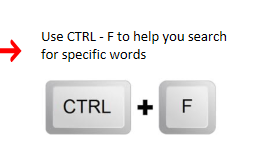 Use CTRL - F to help you search
for specific words
CTRL + F